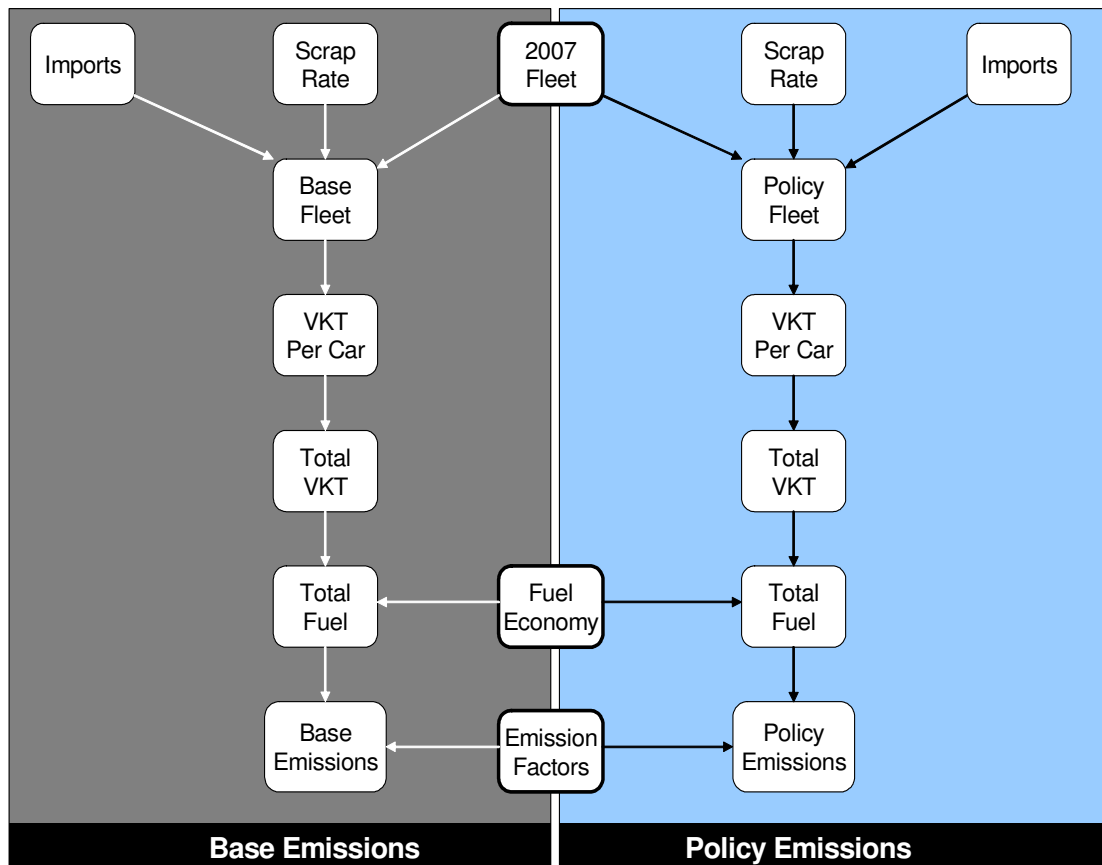 Imports
Scrap
Rate
2007
Fleet
Scrap
Rate
Imports
Base
Fleet
Policy
Fleet
VKT
Per Car
VKT
Per Car
Total
VKT
Total
VKT
Total
Fuel
Fuel
Economy
Total
Fuel
Base
Emissions
Emission
Factors
Policy
Emissions
Base Emissions
Policy Emissions